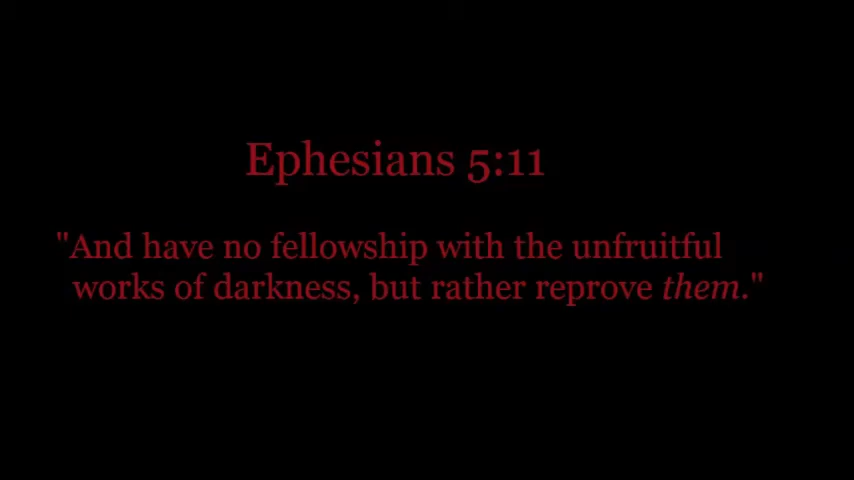 Ephesians 5:11
"And have no fellowship with the unfruitful
works of darkness, but rather reprove them."